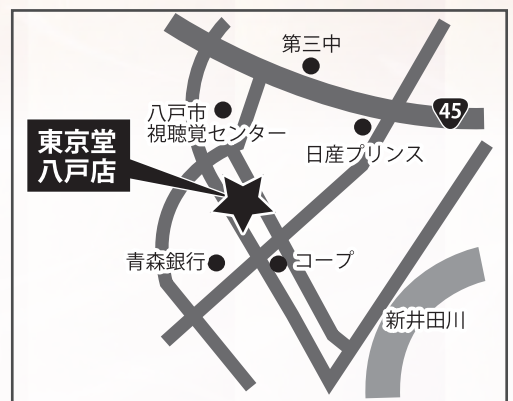 第三中
45
八戸市
視聴覚センター
日産プリンス
東京堂
八戸店
青森銀行
コープ
新井田川